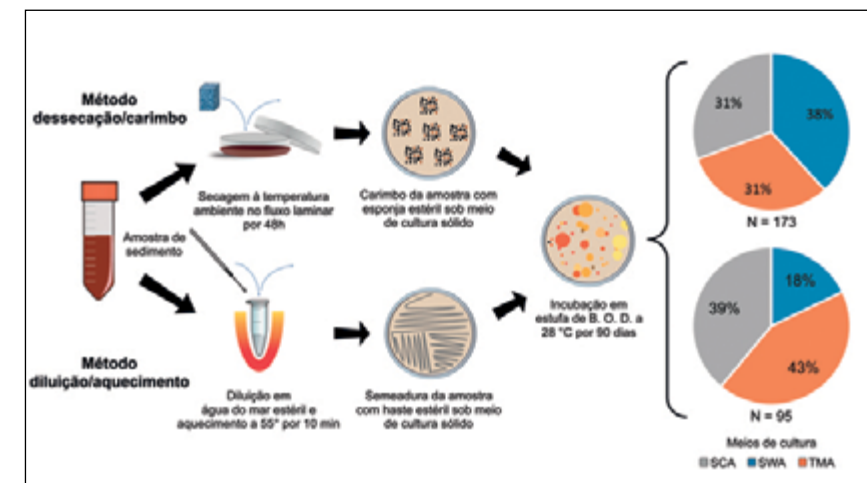 Método
dessecação/carimbo
Secagem à temperatura
ambiente no fluxo laminar
por 48h
Carimbo da amostra com
esponja estéril sob meio
de cultura sólido
Amostra de
sedimento
Método
diluição/aquecimento
Diluição em
água do mar estéril e
aquecimento a 55° por 10 min
Semeadura da amostra
com haste estéril sob meio
de cultura sólido
Incubação em
estufa de B. O. D. a
28 °C por 90 dias
31%
38%
31%
N = 173
39%
18%
43%
N = 95
Meios de cultura
SCA SWA TMA